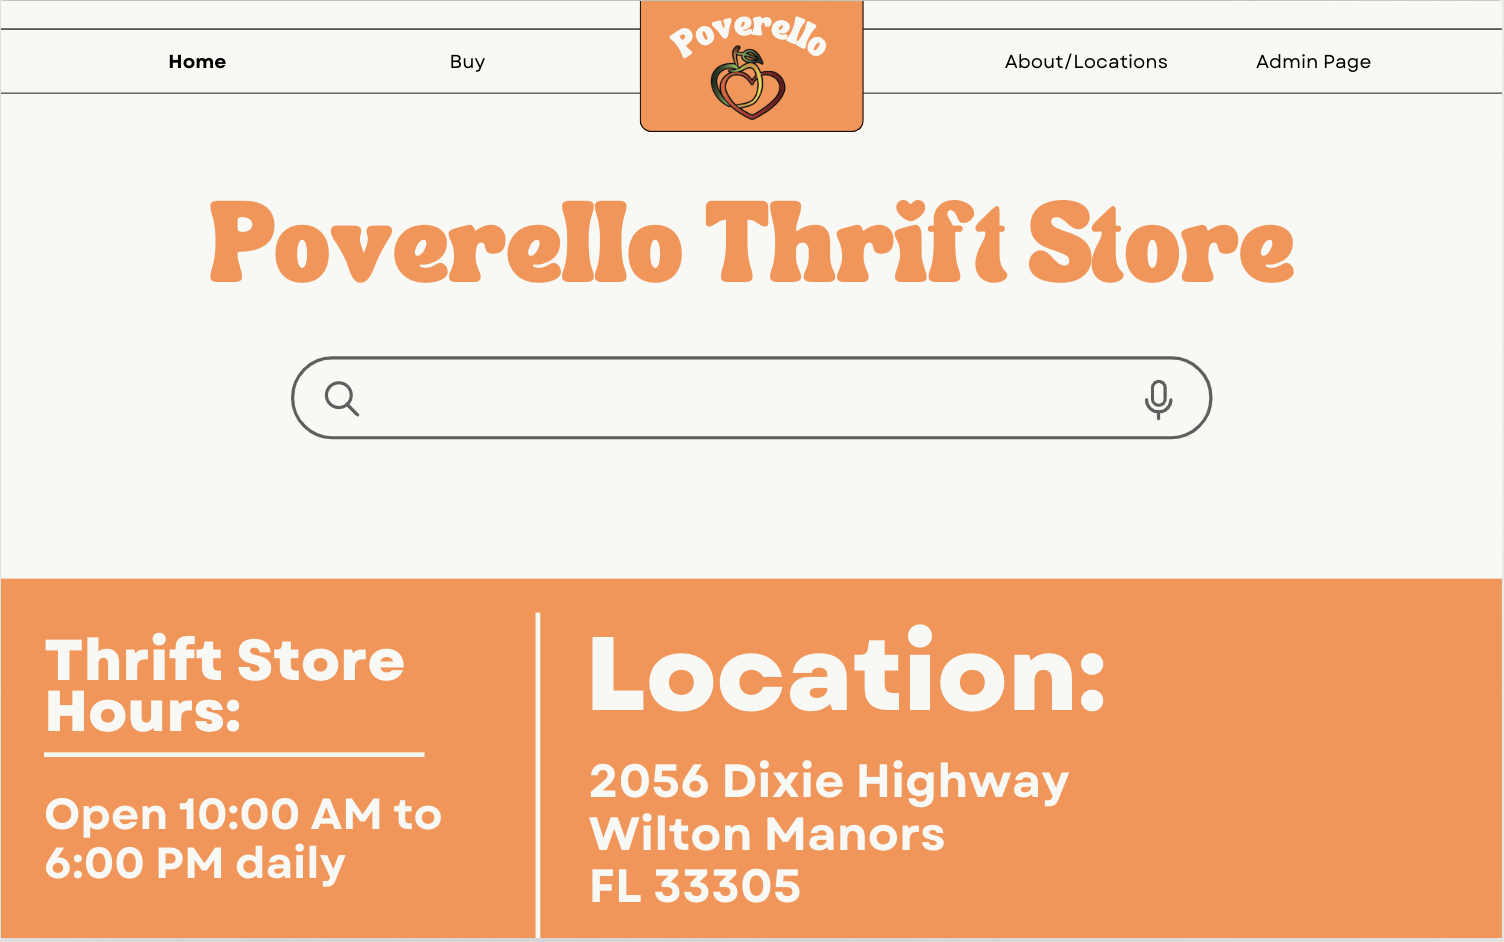 Home
Buy
Poverello
About/Locations
Admin Page
Poverello Thrift Store
Thrift Store
Hours:
Open 10:00 AM to
6:00 PM daily
Location:
2056 Dixie Highway
Wilton Manors
FL 33305